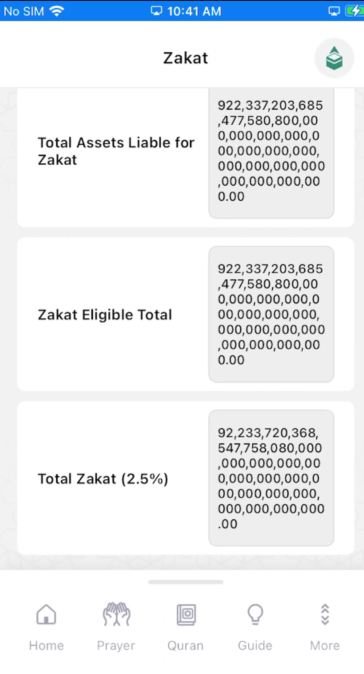 No SIM 10:41 AM
Zakat
922,337,203,685
Total Assets Liable for
Zakat
,477,580,800,00
0,000,000,000,0
00,000,000,000,
000,000,000,000
,000,000,000,00
0.00
Zakat Eligible Total
922,337,203,685
,477,580,800,00
0,000,000,000,0
00,000,000,000,
000,000,000,000
,000,000,000,00
0.00
Total Zakat (2.5%)
92,233,720,368,
547,758,080,000
,000,000,000,00
0,000,000,000,0
00,000,000,000,
000,000,000,000
.00
Home
Prayer
Quran
Guide
More